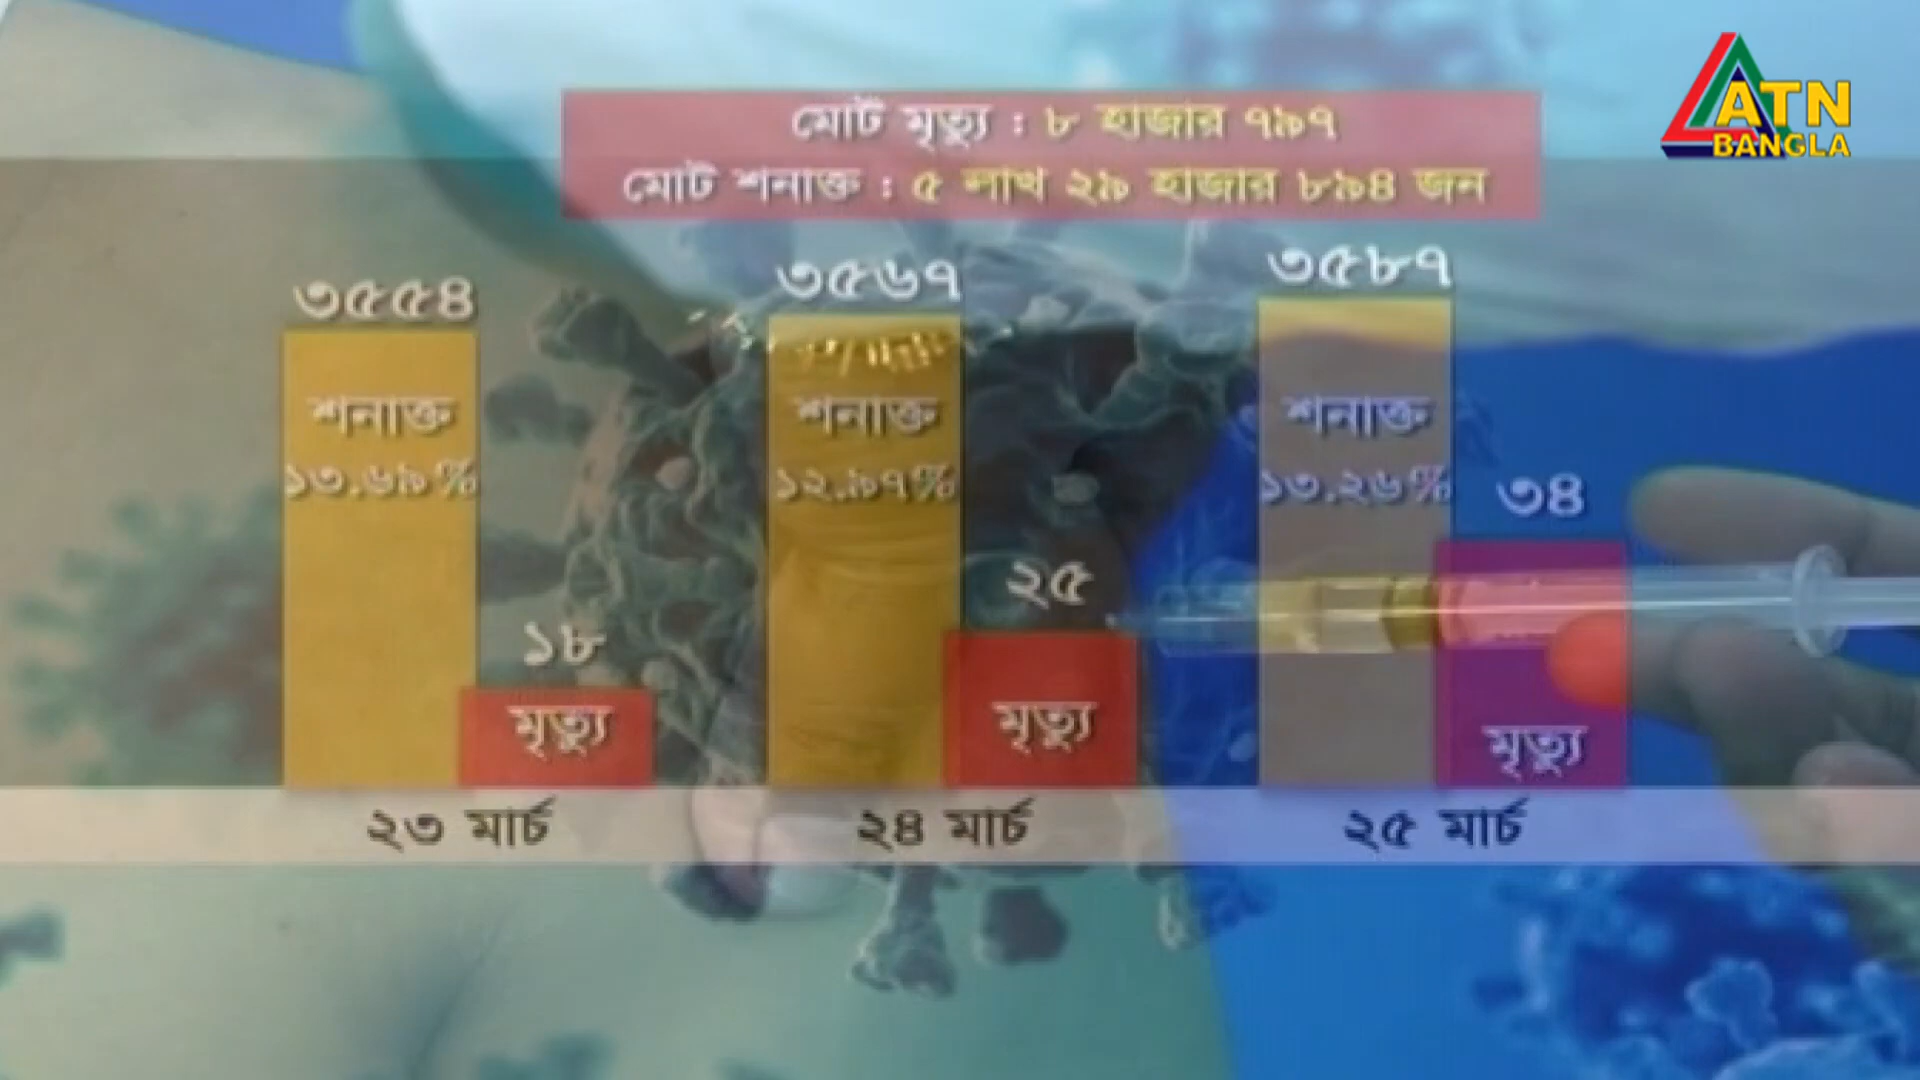 ATN
BANGLA
মোট মৃত্যু : ৮ হাজার ৭৯৭
মোট শনাক্ত : ৫ লাখ ২৯ হাজার ৮৯৪ জন
৩৫৫৪
শনাক্ত
১৩.৬৯%
১৮
মৃত্যু
২৩ মার্চ
৩৫৬৭
শনাক্ত
১২.৯৭%
২৫
মৃত্যু
২৪ মার্চ
৩৫৮৭
শনাক্ত
১৩.২৬%
৩৪
মৃত্যু
২৫ মার্চ